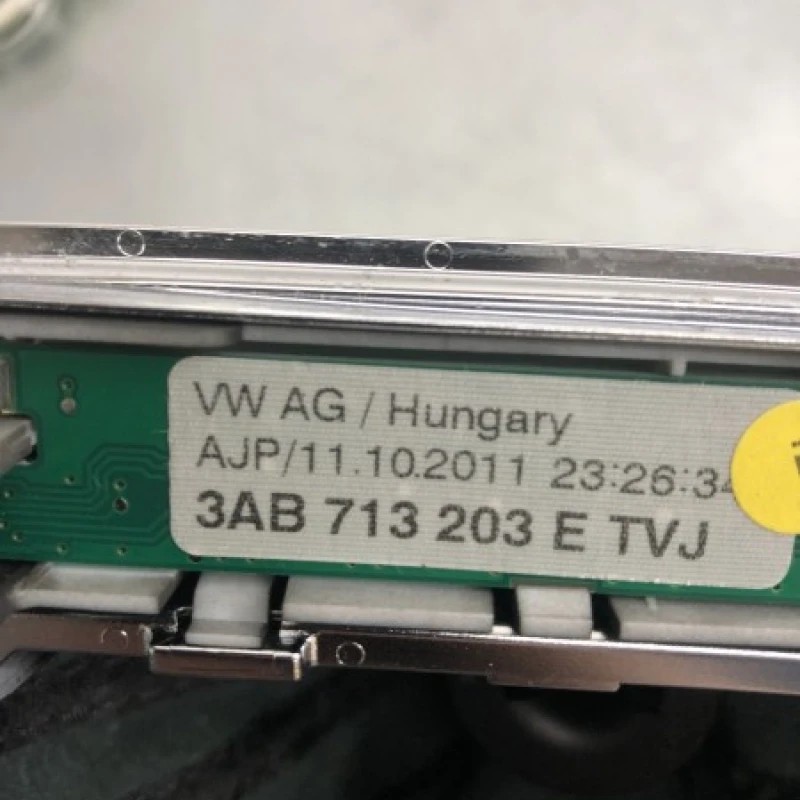 VW AG / Hungary
AJP/11.10.2011 23:26:34
3AB 713 203 E TVJ